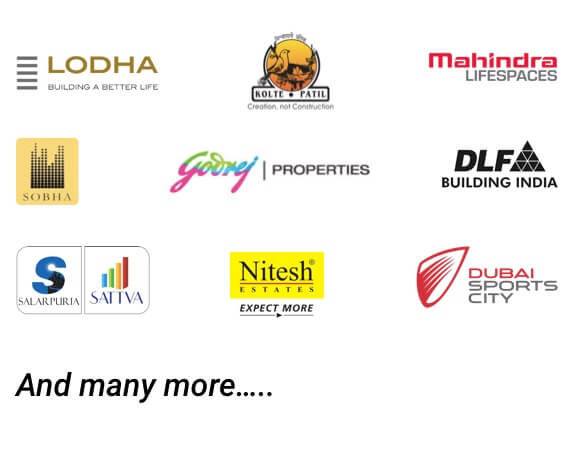 LODHA
BUILDING A BETTER LIFE
KOLTE • PATIL
Creation, not Construction
Mahindra
LIFESPACES
SOBHA
Godrej | PROPERTIES
DLF
BUILDING INDIA
SALARPURIA
SATTVA
Nitesh®
ESTATES
EXPECT MORE
DUBAI
SPORTS
CITY
And many more.....